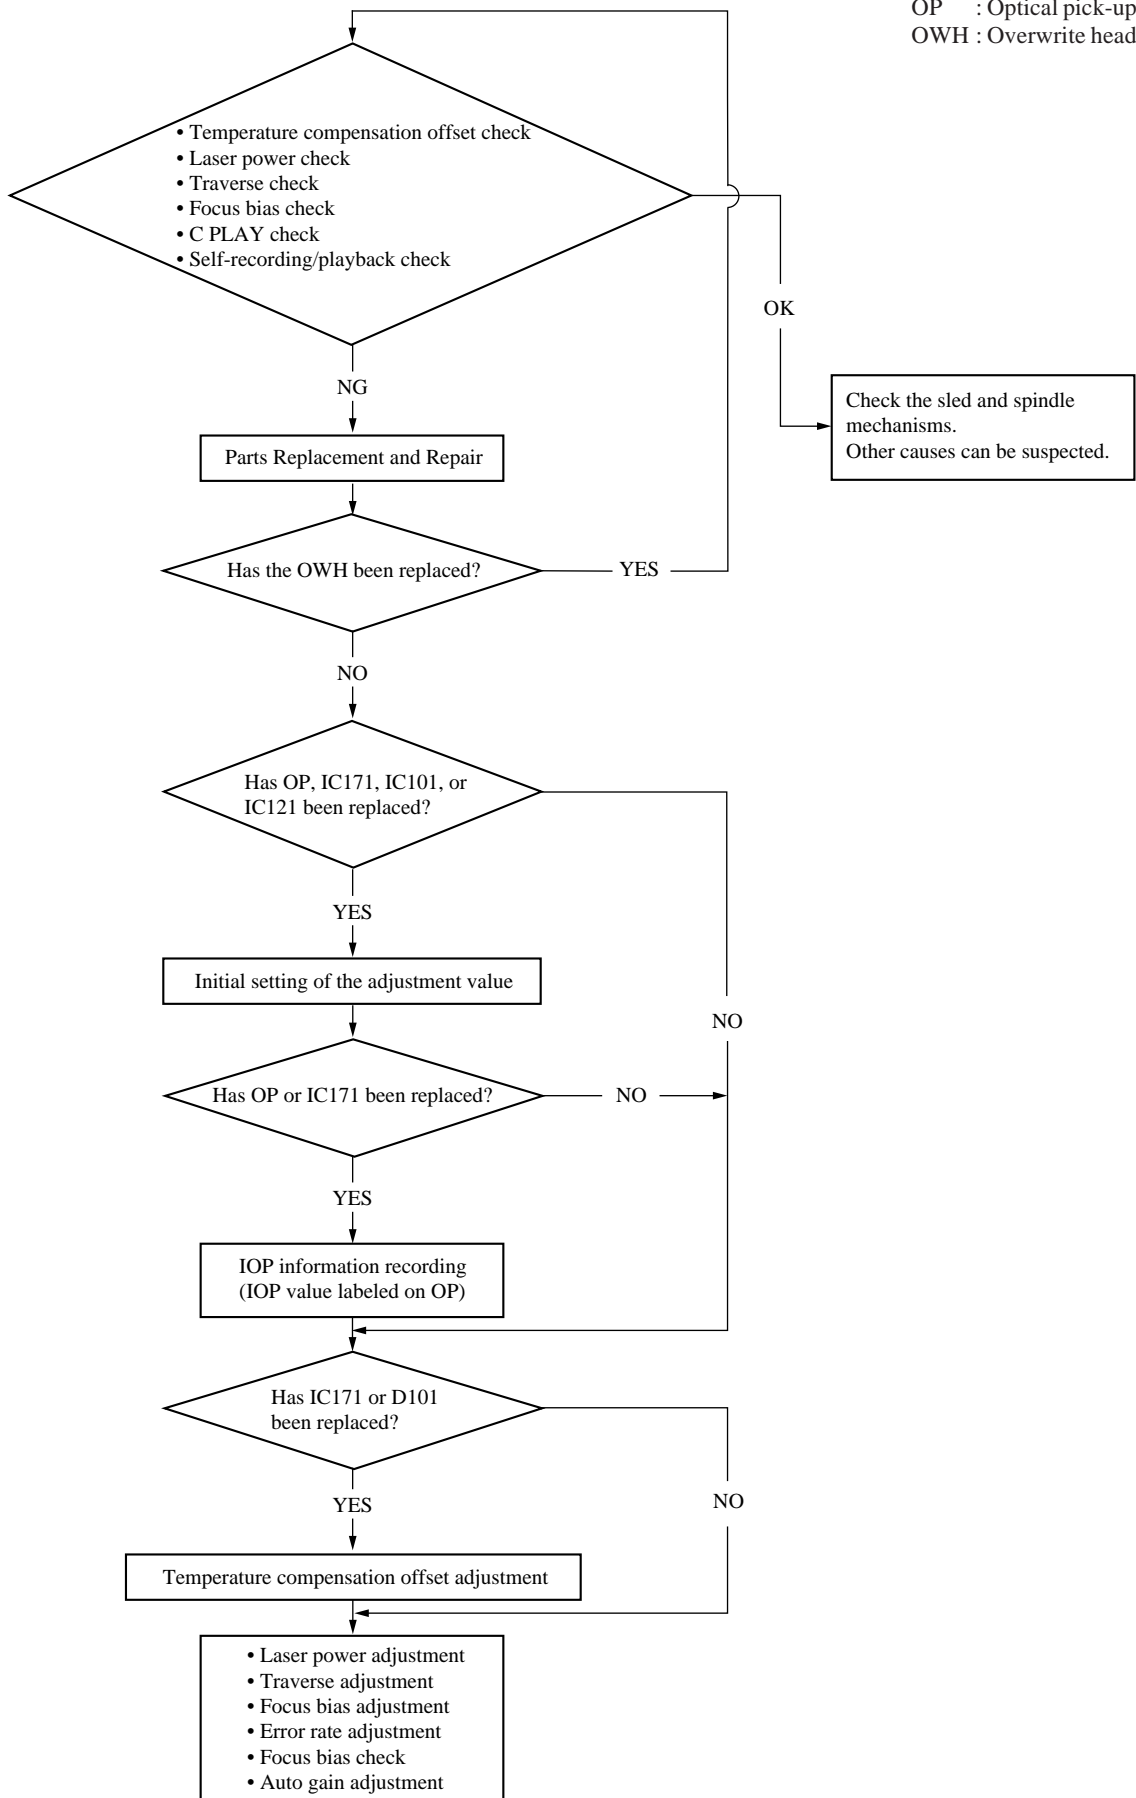 OP : Optical pick-up
OWH : Overwrite head
• Temperature compensation offset check
• Laser power check
• Traverse check
• Focus bias check
• C PLAY check
• Self-recording/playback check
OK
NG
Check the sled and spindle
mechanisms.
Other causes can be suspected.
Parts Replacement and Repair
Has the OWH been replaced?
YES
NO
Has OP, IC171, IC101, or
IC121 been replaced?
YES
Initial setting of the adjustment value
NO
Has OP or IC171 been replaced?
NO
YES
IOP information recording
(IOP value labeled on OP)
Has IC171 or D101
been replaced?
YES
NO
Temperature compensation offset adjustment
• Laser power adjustment
• Traverse adjustment
• Focus bias adjustment
• Error rate adjustment
• Focus bias check
• Auto gain adjustment